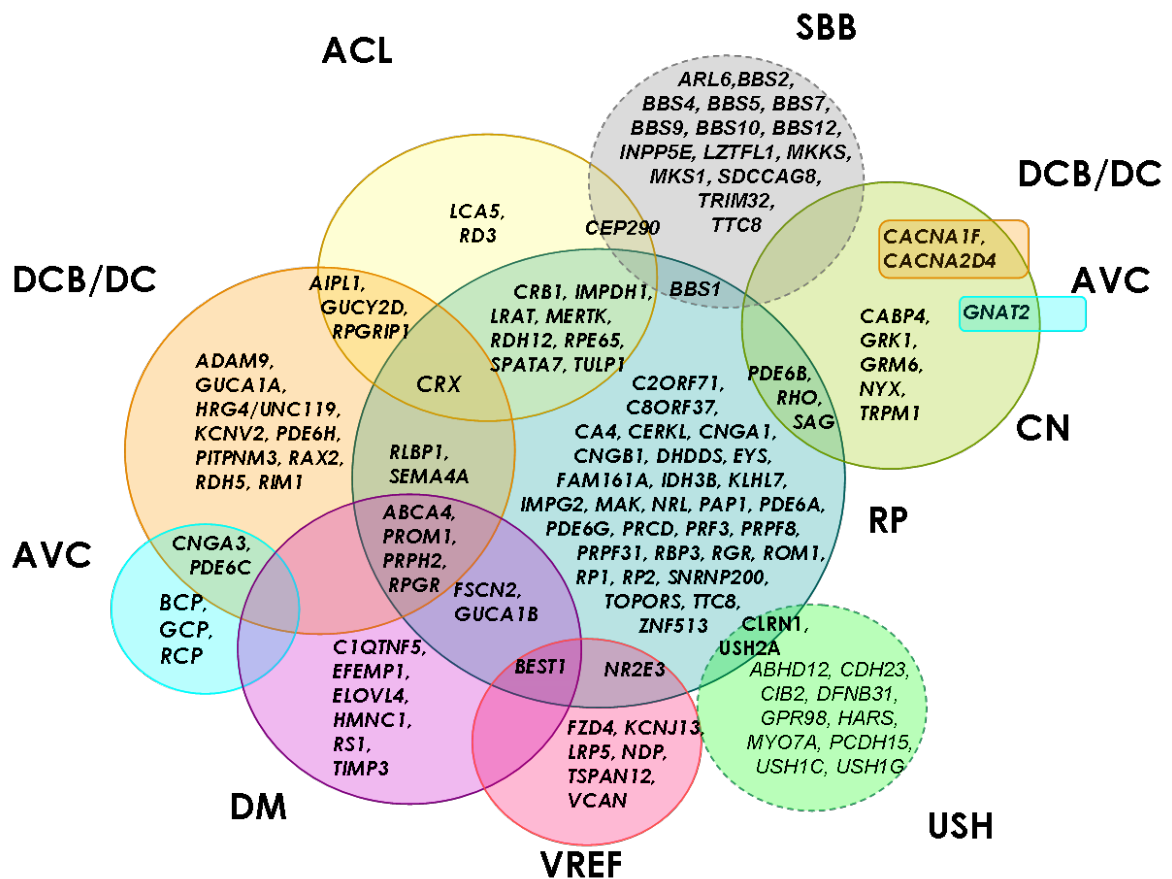 SBB
ACL
ARL6,BBS2,
BBS4, BBS5, BBS7,
BBS9, BBS10, BBS12,
INPP5E, LZTFL1, MKKS,
MKS1, SDCCAG8,
TRIM32,
TTC8
DCB/DC
LCA5,
RD3
CEP290
CACNA1F,
CACNA2D4
AVC
GNAT2
DCB/DC
AIPL1,
GUCY2D,
RPGRIP1
CRB1, IMPDH1,
LRAT, MERTK,
RDH12, RPE65,
SPATA7, TULP1
BBS1
CABP4,
GRK1,
GRM6,
NYX,
TRPM1
CN
ADAM9,
GUCA1A,
HRG4/UNC119,
KCNV2, PDE6H,
PITPNM3, RAX2,
RDH5, RIM1
CRX
PDE6B,
RHO,
SAG
RLBP1,
SEMA4A
C2ORF71,
C8ORF37,
CA4, CERKL, CNGA1,
CNGB1, DHDDS, EYS,
FAM161A, IDH3B, KLHL7,
IMPG2, MAK, NRL, PAP1, PDE6A,
PDE6G, PRCD, PRF3, PRPF8,
PRPF31, RBP3, RGR, ROM1,
RP1, RP2, SNRNP200,
TOPORS, TTC8,
ZNF513
RP
ABCA4,
PROM1,
PRPH2,
RPGR
AVC
CNGA3,
PDE6C
FSCN2,
GUCA1B
BCP,
GCP,
RCP
CLRN1,
USH2A
C1QTNF5,
EFEMP1,
ELOVL4,
HMNC1,
RS1,
TIMP3
BEST1
NR2E3
ABHD12, CDH23,
CIB2, DFNB31,
GPR98, HARS,
MYO7A, PCDH15,
USH1C, USH1G
FZD4, KCNJ13,
LRP5, NDP,
TSPAN12,
VCAN
DM
USH
VREF